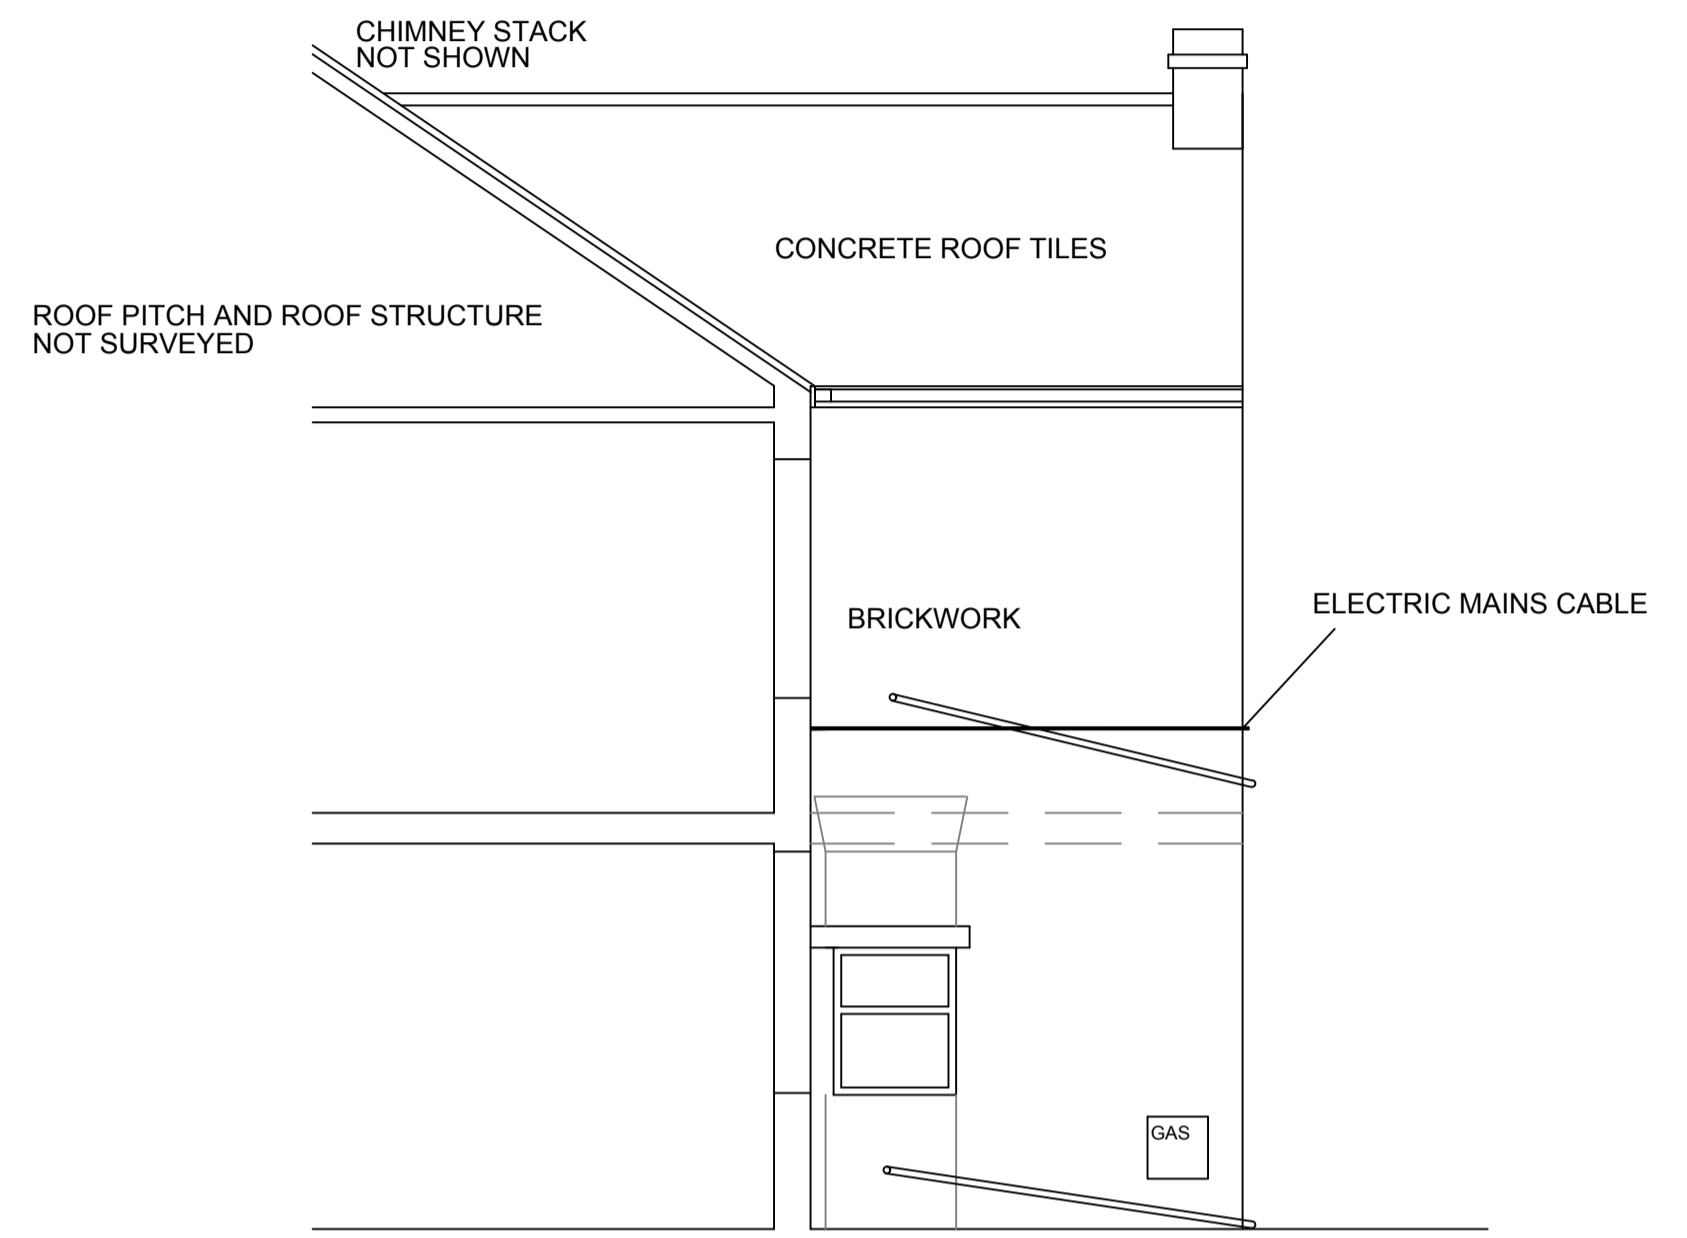 CHIMNEY STACK
NOT SHOWN
CONCRETE ROOF TILES
ROOF PITCH AND ROOF STRUCTURE
NOT SURVEYED
ELECTRIC MAINS CABLE
BRICKWORK
GAS